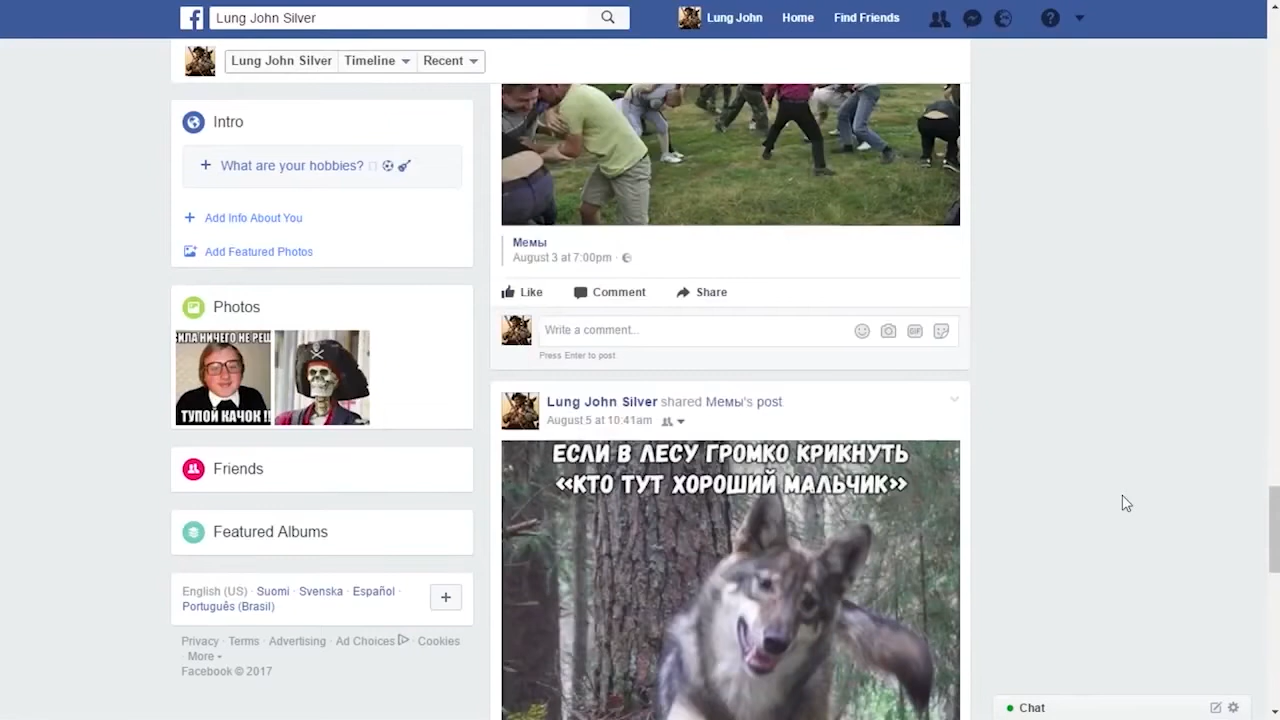 Lung John Silver
Lung John
Home
Find Friends
Lung John Silver
Timeline
Recent
Intro
What are your hobbies?
Add Info About You
Add Featured Photos
Photos
ТУПОЙ КАЧОК !!
Friends
Featured Albums
English (US) · Suomi · Svenska · Español ·
Português (Brasil)
Privacy · Terms · Advertising · Ad Choices · Cookies
· More
Facebook © 2017
Мемы
August 3 at 7:00pm ·
Like
Comment
Share
Write a comment...
GIF
Press Enter to post
Lung John Silver shared Мемы's post
August 5 at 10:41am ·
ЕСЛИ В ЛЕСУ ГРОМКО КРИКНУТЬ
«КТО ТУТ ХОРОШИЙ МАЛЬЧИК»
Chat